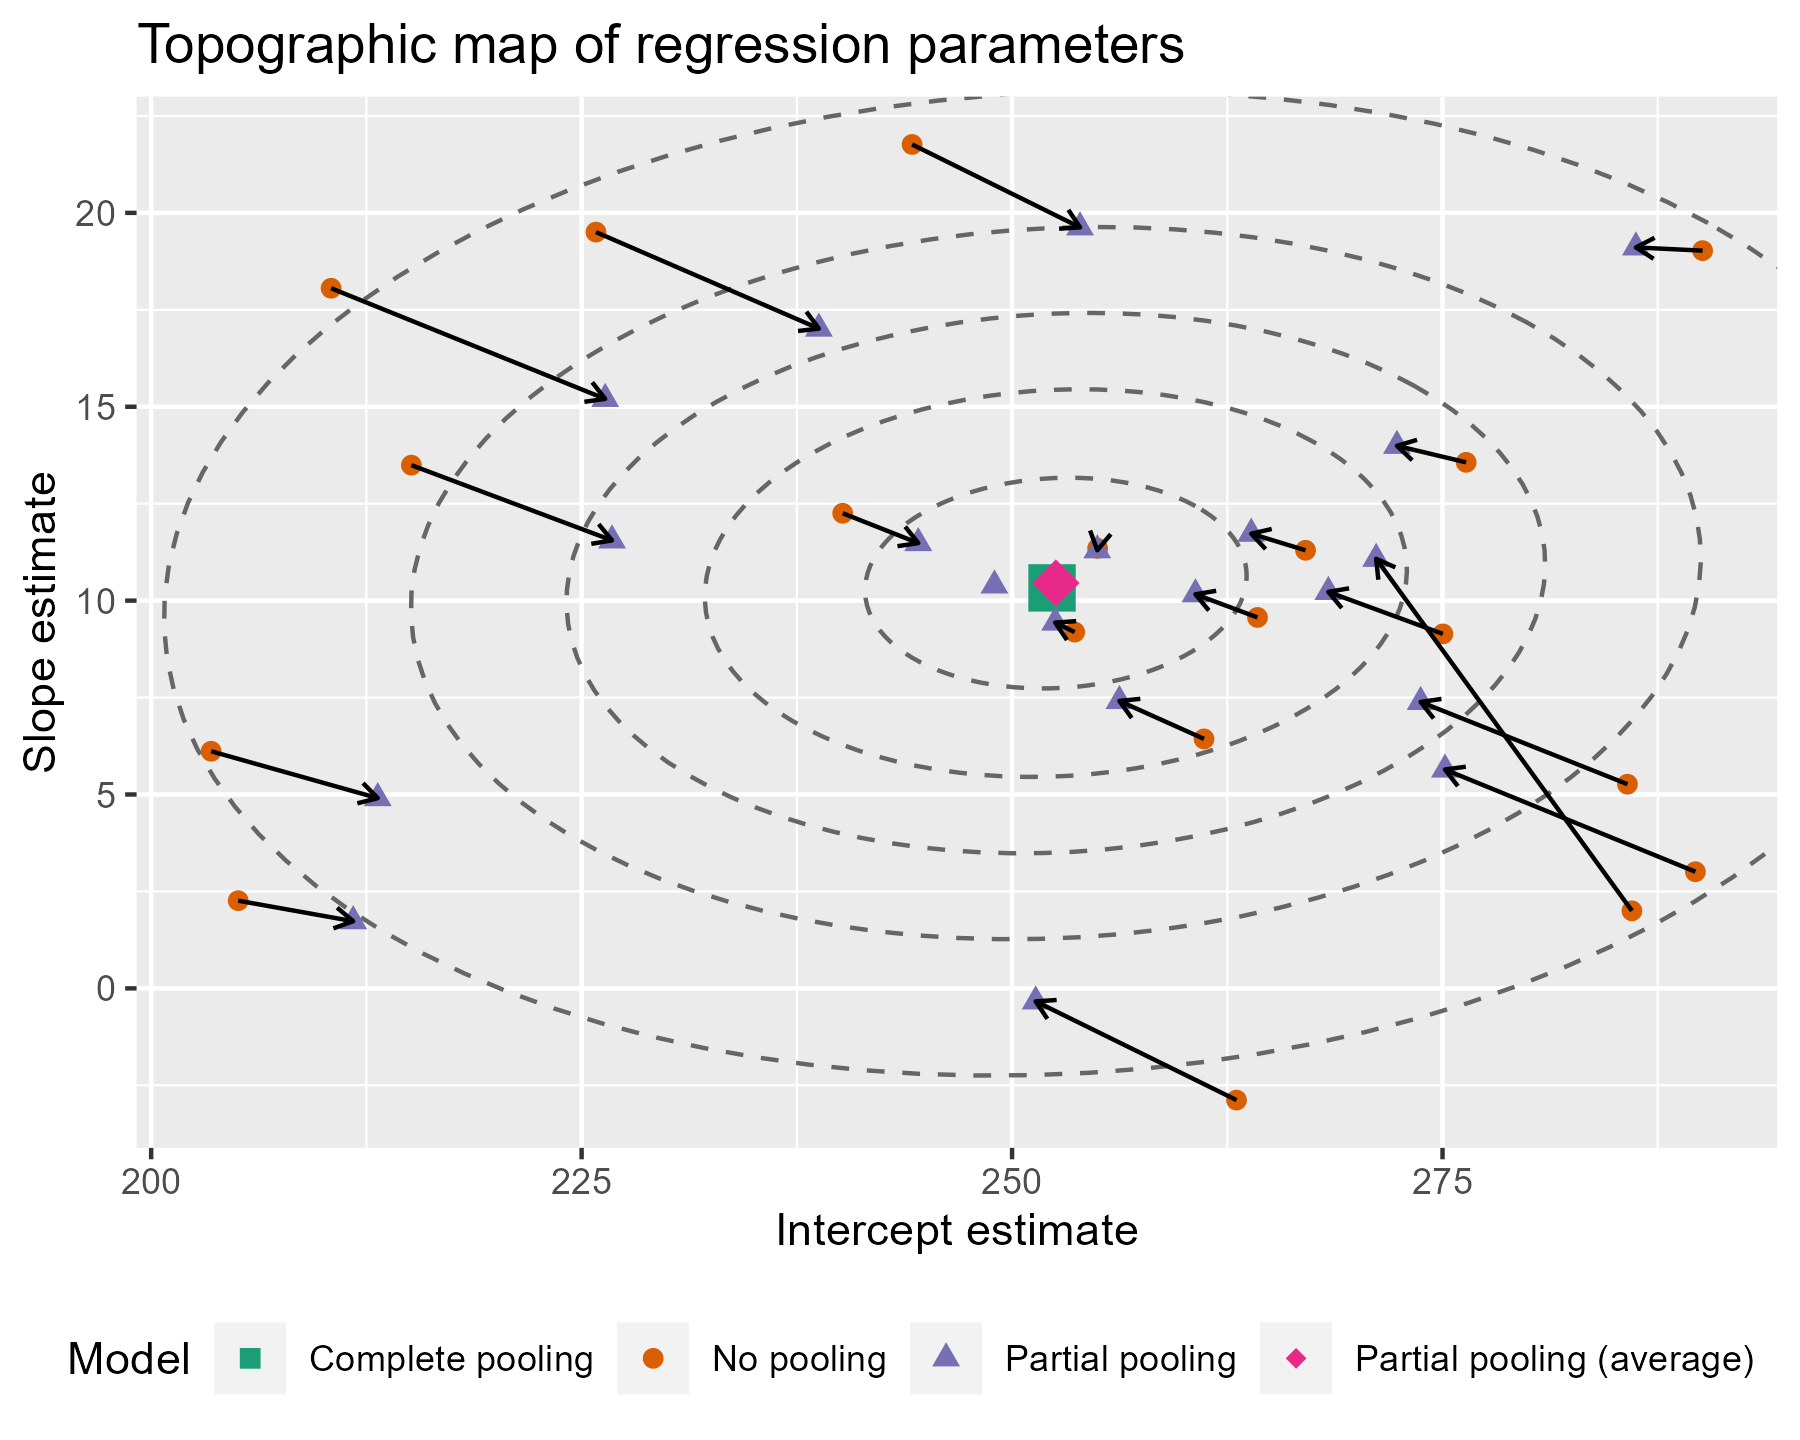 Topographic map of regression parameters
Slope estimate
20
15
10
5
0
200 225 250 275
Intercept estimate
Model Complete pooling No pooling Partial pooling Partial pooling (average)